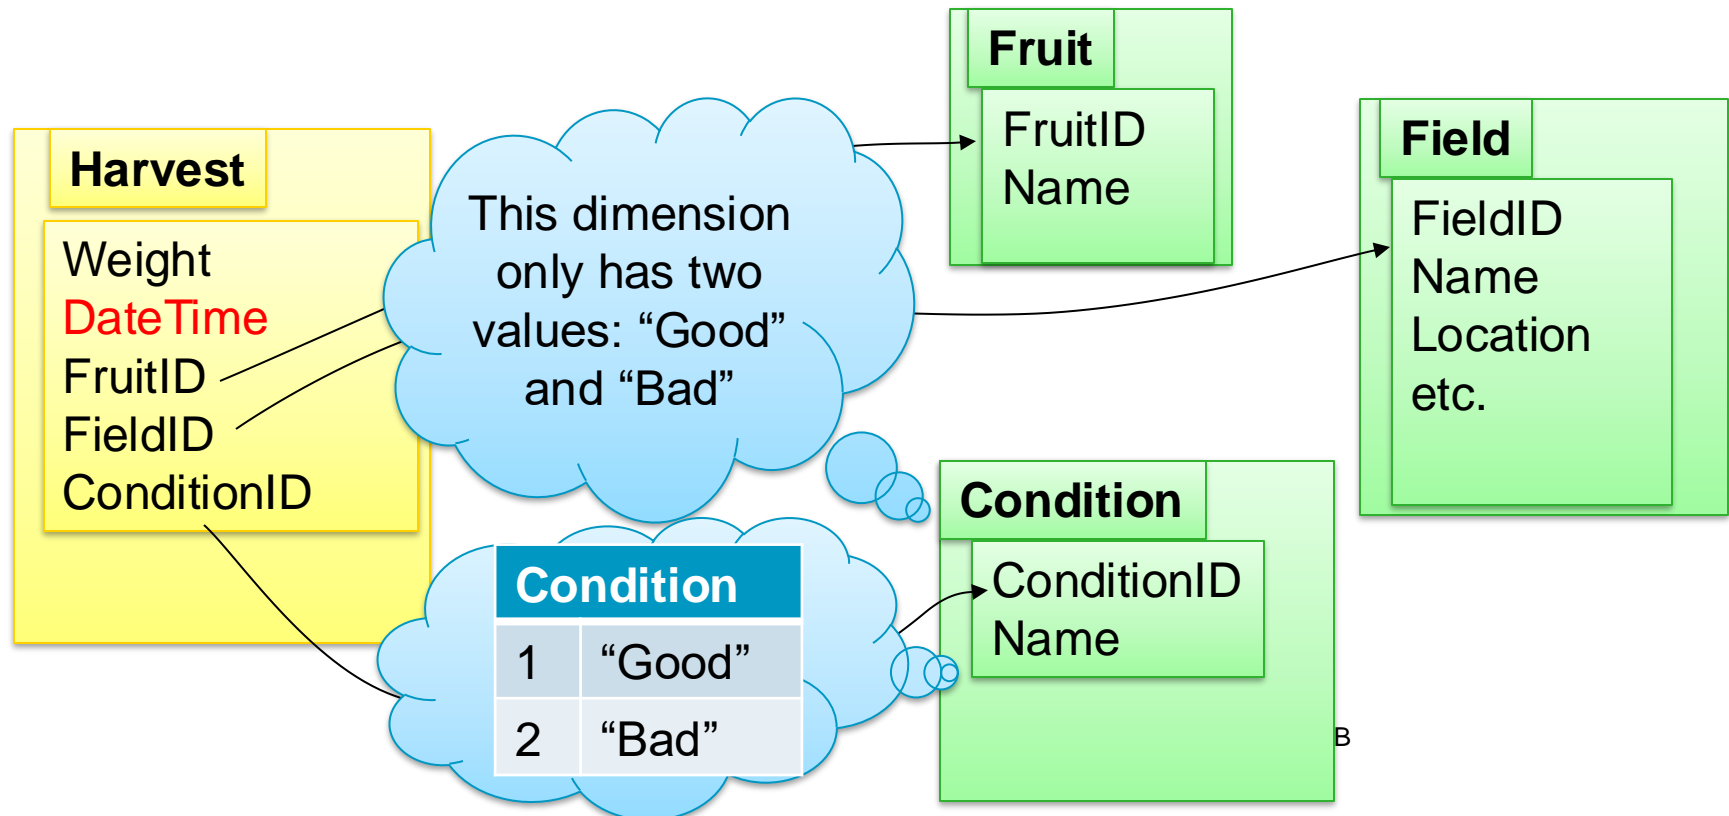 Harvest
Weight
DateTime
FruitID
FieldID
ConditionID
This dimension
only has two
values: “Good”
and “Bad”
Fruit
FruitID
Name
Field
FieldID
Name
Location
etc.
Condition
1 “Good”
2 “Bad”
Condition
ConditionID
Name
B